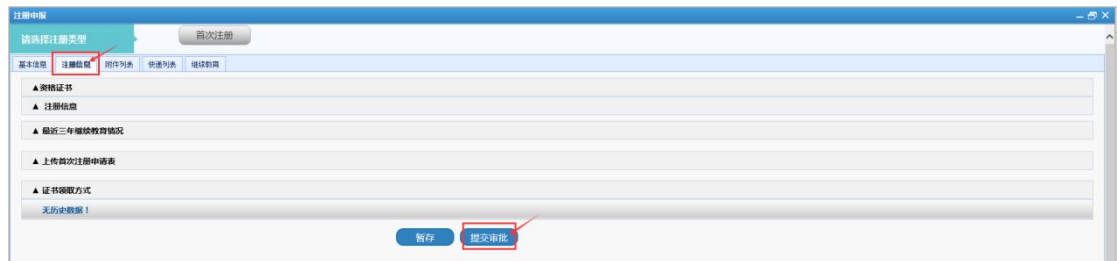 注册申报
请选择注册类型 首次注册
基本信息 注册信息 附件列表 快递列表 继续教育
▲资格证书
▲ 注册信息
▲ 最近三年继续教育情况
▲ 上传首次注册申请表
▲ 证书领取方式
无历史数据！
暂存 提交审批